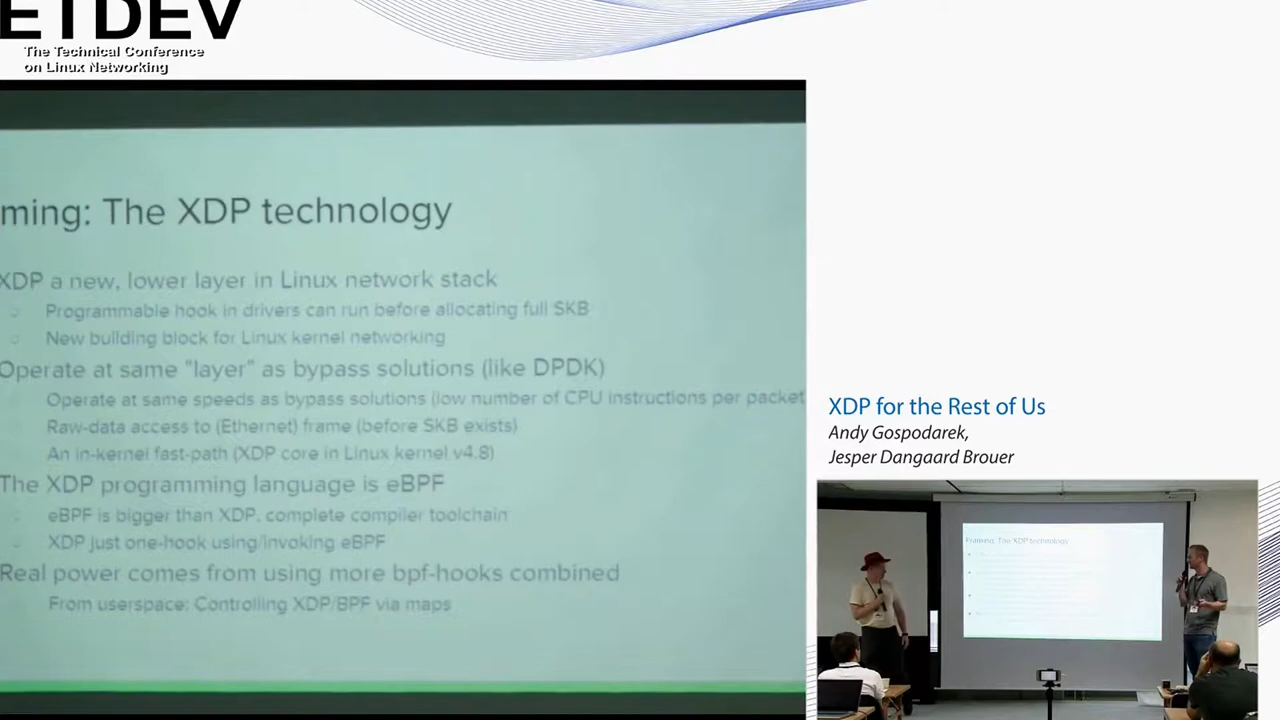 ETDEV
The Technical Conference
on Linux Networking
ming: The XDP technology
XDP a new, lower layer in Linux network stack
Programmable hook in drivers can run before allocating full SKB
New building block for Linux kernel networking
Operate at same "layer" as bypass solutions (like DPDK)
Operate at same speeds as bypass solutions (low number of CPU instructions per packet
Raw-data access to (Ethernet) frame (before SKB exists)
An in-kernel fast-path (XDP core in Linux kernel v4.8)
The XDP programming language is eBPF
eBPF is bigger than XDP, complete compiler toolchain
XDP just one-hook using/invoking eBPF
Real power comes from using more bpf-hooks combined
From userspace: Controlling XDP/BPF via maps
XDP for the Rest of Us
Andy Gospodarek,
Jesper Dangaard Brouer
Framing: The XDP technology